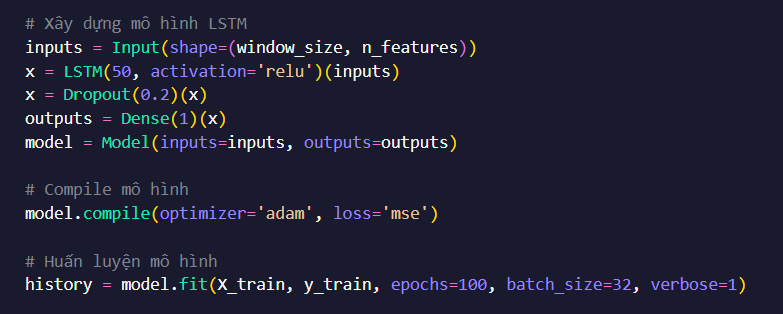 # Xây dựng mô hình LSTM
inputs = Input(shape=(window_size, n_features))
x = LSTM(50, activation='relu')(inputs)
x = Dropout(0.2)(x)
outputs = Dense(1)(x)
model = Model(inputs=inputs, outputs=outputs)
# Compile mô hình
model.compile(optimizer='adam', loss='mse')
# Huấn luyện mô hình
history = model.fit(X_train, y_train, epochs=100, batch_size=32, verbose=1)